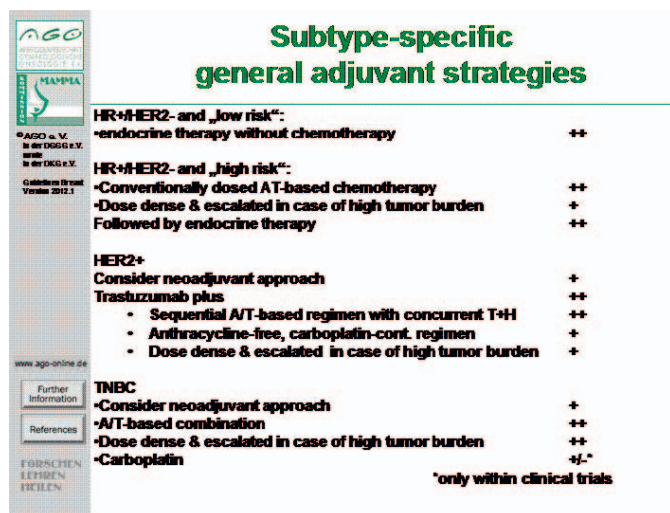 AGO
ARBEITSGEMEINSCHAFT
GYNÄKOLOGISCHE
ONKOLOGIE E.V.
KOMMISSION
MAMMA
©AGO e. V.
in der DGGG e.V.
sowie
in der DKG e.V.
Guidelines Breast
Version 2012.1
www.ago-online.de
Further
Information
References
FORSCHEN
LEHREN
HEILEN
Subtype-specific
general adjuvant strategies
HR+/HER2- and „low risk“:
•endocrine therapy without chemotherapy ++
HR+/HER2- and „high risk“:
•Conventionally dosed AT-based chemotherapy ++
•Dose dense & escalated in case of high tumor burden +
Followed by endocrine therapy ++
HER2+
Consider neoadjuvant approach +
Trastuzumab plus ++
• Sequential A/T-based regimen with concurrent T+H ++
• Anthracycline-free, carboplatin-cont. regimen +
• Dose dense & escalated in case of high tumor burden +
TNBC
•Consider neoadjuvant approach +
•A/T-based combination ++
•Dose dense & escalated in case of high tumor burden ++
•Carboplatin +/-*
*only within clinical trials